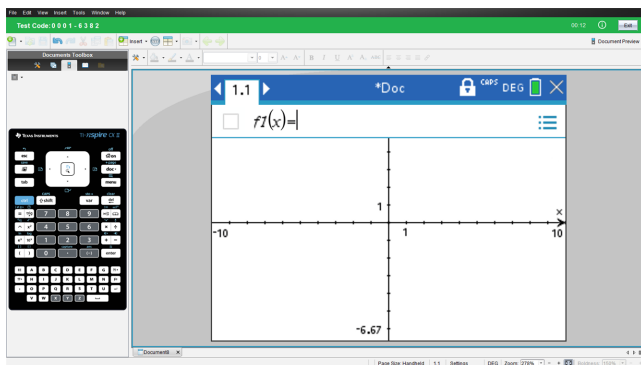 File Edit View Insert Tools Window Help
Test Code: 0 0 0 1 - 6 3 8 2
00:12
Exit
Insert
Document Preview
Documents Toolbox
1.1
*Doc
CAPS DEG
f1(x)=
1
-10
1
x
10
-6.67
TEXAS INSTRUMENTS
TI-nspire CX II
esc
on
doc
tab
menu
ctrl
shift
var
del
7 8 9
4 5 6
1 2 3
0
enter
A B C D E F G
H I J K L M N
O P Q R S T U
V W X Y Z
Document8 x
Page Size: Handheld 1.1 Settings DEG Zoom: 276% Brightness: 100%